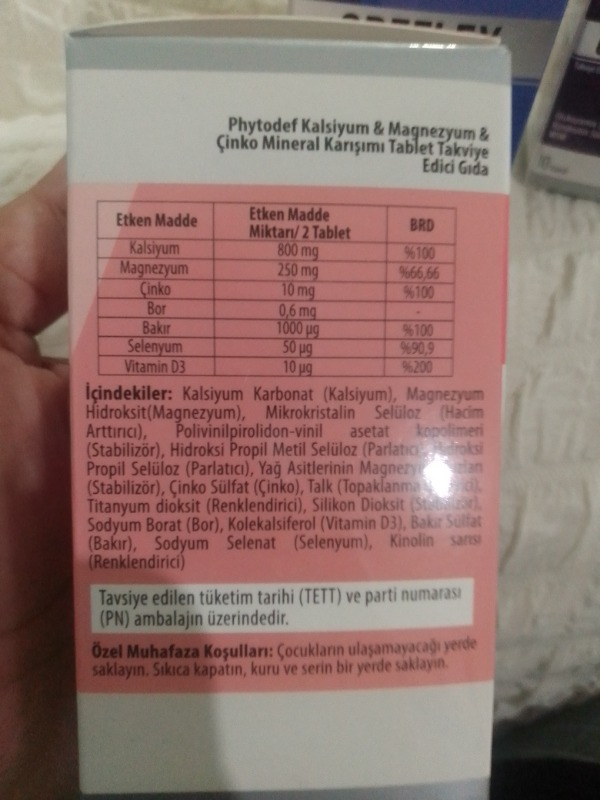 Phytodef Kalsiyum & Magnezyum &
Çinko Mineral Karışımı Tablet Takviye
Edici Gıda
Etken Madde Etken Madde Miktarı/ 2 Tablet BRD
Kalsiyum 800 mg %100
Magnezyum 250 mg %66,66
Çinko 10 mg %100
Bor 0,6 mg -
Bakır 1000 µg %100
Selenyum 50 µg %90,9
Vitamin D3 10 µg %200
İçindekiler: Kalsiyum Karbonat (Kalsiyum), Magnezyum
Hidroksit(Magnezyum), Mikrokristalin Selüloz (Hacim
Arttırıcı), Polivinilpirolidon-vinil asetat kopolimeri
(Stabilizör), Hidroksi Propil Metil Selüloz (Parlatıcı), Hidroksi
Propil Selüloz (Parlatıcı), Yağ Asitlerinin
(Stabilizör), Çinko Sülfat (Çinko), Talk
Titanyum dioksit (Renklendirici), Silikon Dioksit (Stabilizör),
Sodyum Borat (Bor), Kolekalsiferol (Vitamin D3), Bakır Sülfat
(Bakır), Sodyum Selenat (Selenyum), Kinolin sarısı
(Renklendirici)
Tavsiye edilen tüketim tarihi (TETT) ve parti numarası
(PN) ambalajın üzerindedir.
Özel Muhafaza Koşulları: Çocukların ulaşamayacağı yerde
saklayın. Sıkıca kapatın, kuru ve serin bir yerde saklayın.